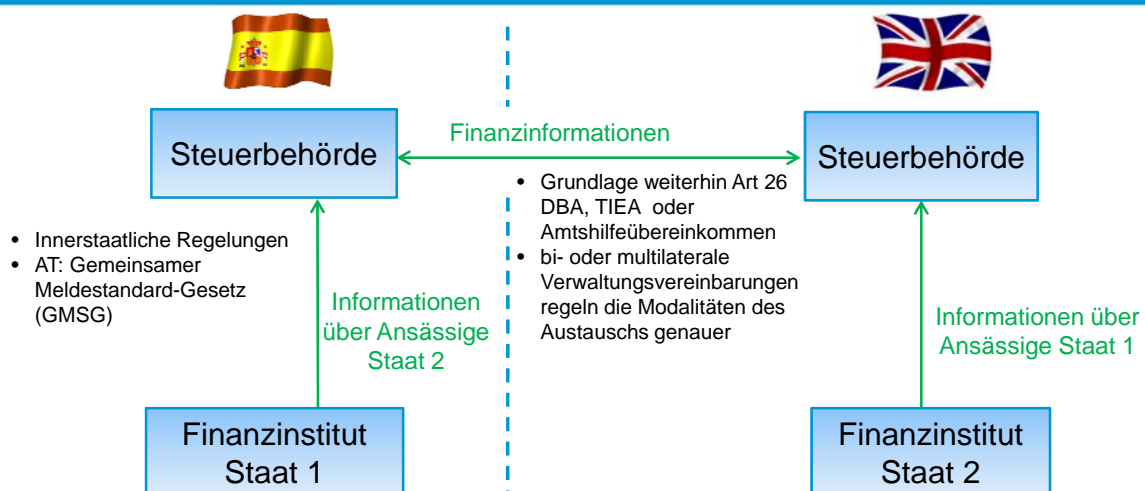 Steuerbehörde
Finanzinformationen
Steuerbehörde
• Grundlage weiterhin Art 26
DBA, TIEA oder
Amtshilfeübereinkommen
• bi- oder multilaterale
Verwaltungsvereinbarungen
regeln die Modalitäten des
Austauschs genauer
• Innerstaatliche Regelungen
• AT: Gemeinsamer
Meldestandard-Gesetz
(GMSG)
Informationen
über Ansässige
Staat 2
Informationen über
Ansässige Staat 1
Finanzinstitut
Staat 1
Finanzinstitut
Staat 2